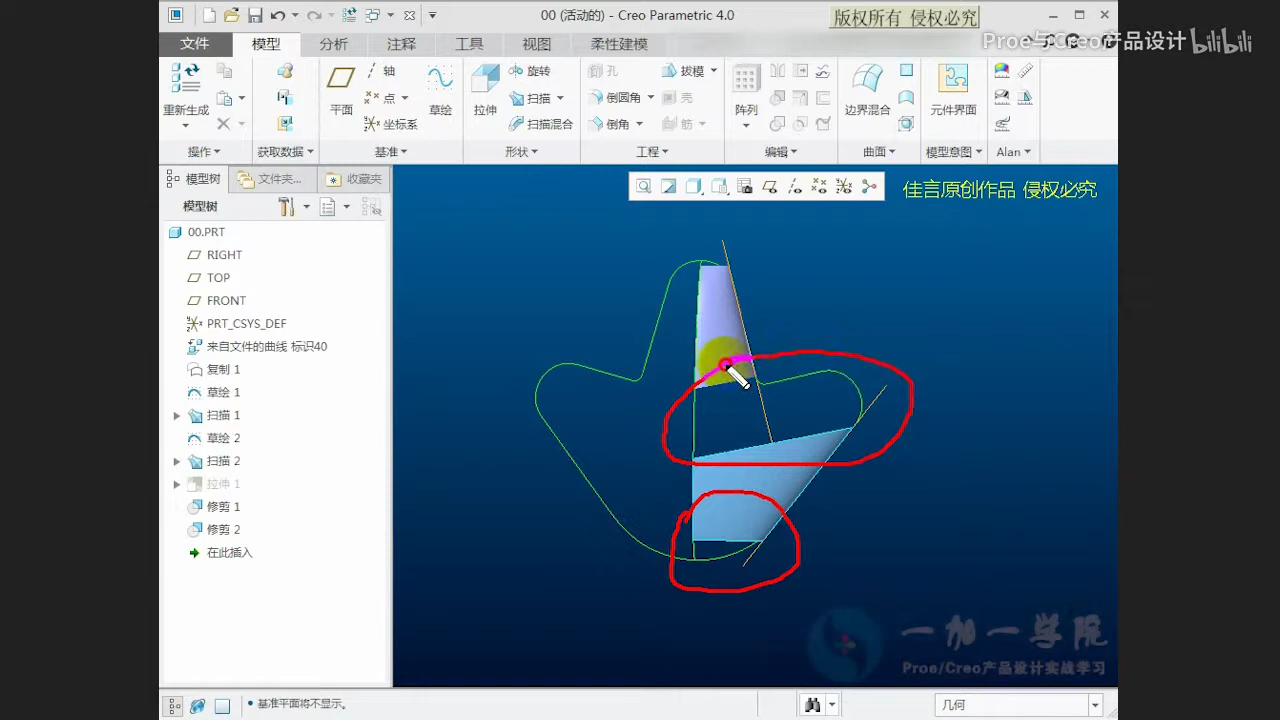 00 (活动的) - Creo Parametric 4.0
版权所有 侵权必究
Proe与Creo产品设计 bilibili
文件 模型 分析 注释 工具 视图 柔性建模
重新生成
平面
轴
点
坐标系
草绘
拉伸
旋转
扫描
扫描混合
孔
倒圆角
倒角
拔模
壳
筋
阵列
边界混合
元件界面
操作 获取数据 基准 形状 工程 编辑 曲面 模型意图 Alan
模型树 文件夹... 收藏夹
模型树
佳言原创作品 侵权必究
00.PRT
RIGHT
TOP
FRONT
PRT_CSYS_DEF
来自文件的曲线 标识40
复制 1
草绘 1
扫描 1
草绘 2
扫描 2
拉伸 1
修剪 1
修剪 2
在此插入
一加一学院
Proe/Creo产品设计实战学习
基准平面将不显示。
几何